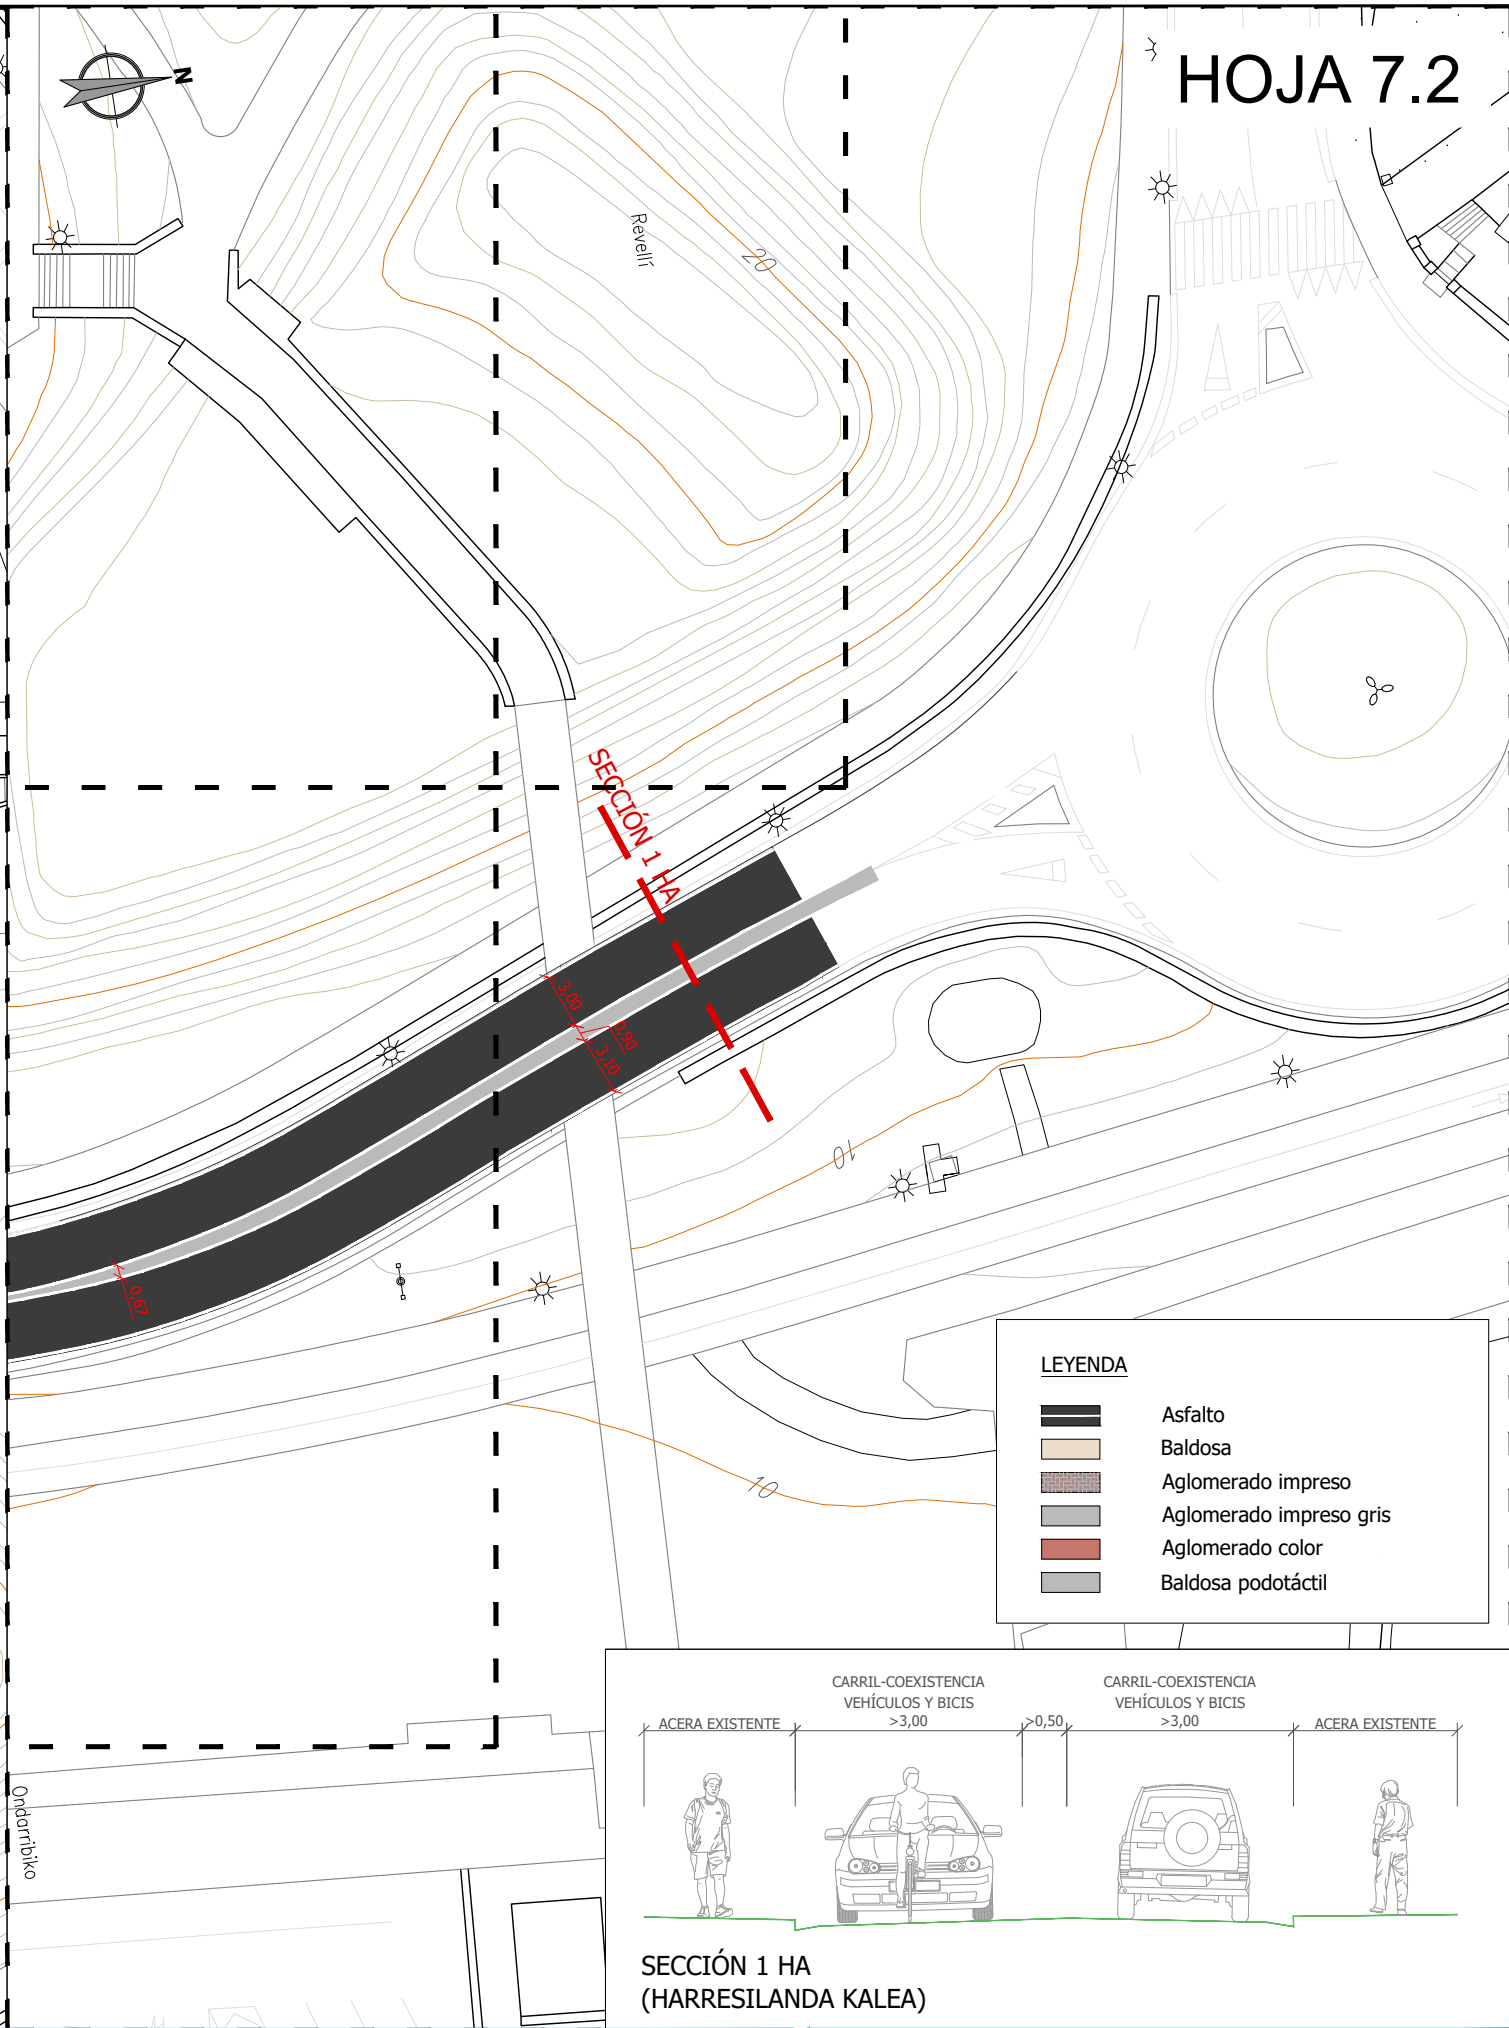 HOJA 7.2
N
Revellí
20
SECCIÓN 1 HA
3,00
0,90
3,10
0,67
10
10
Ondarribiko
LEYENDA
Asfalto
Baldosa
Aglomerado impreso
Aglomerado impreso gris
Aglomerado color
Baldosa podotáctil
CARRIL-COEXISTENCIA
VEHÍCULOS Y BICIS
>3,00
CARRIL-COEXISTENCIA
VEHÍCULOS Y BICIS
>3,00
ACERA EXISTENTE
>0,50
ACERA EXISTENTE
SECCIÓN 1 HA
(HARRESILANDA KALEA)